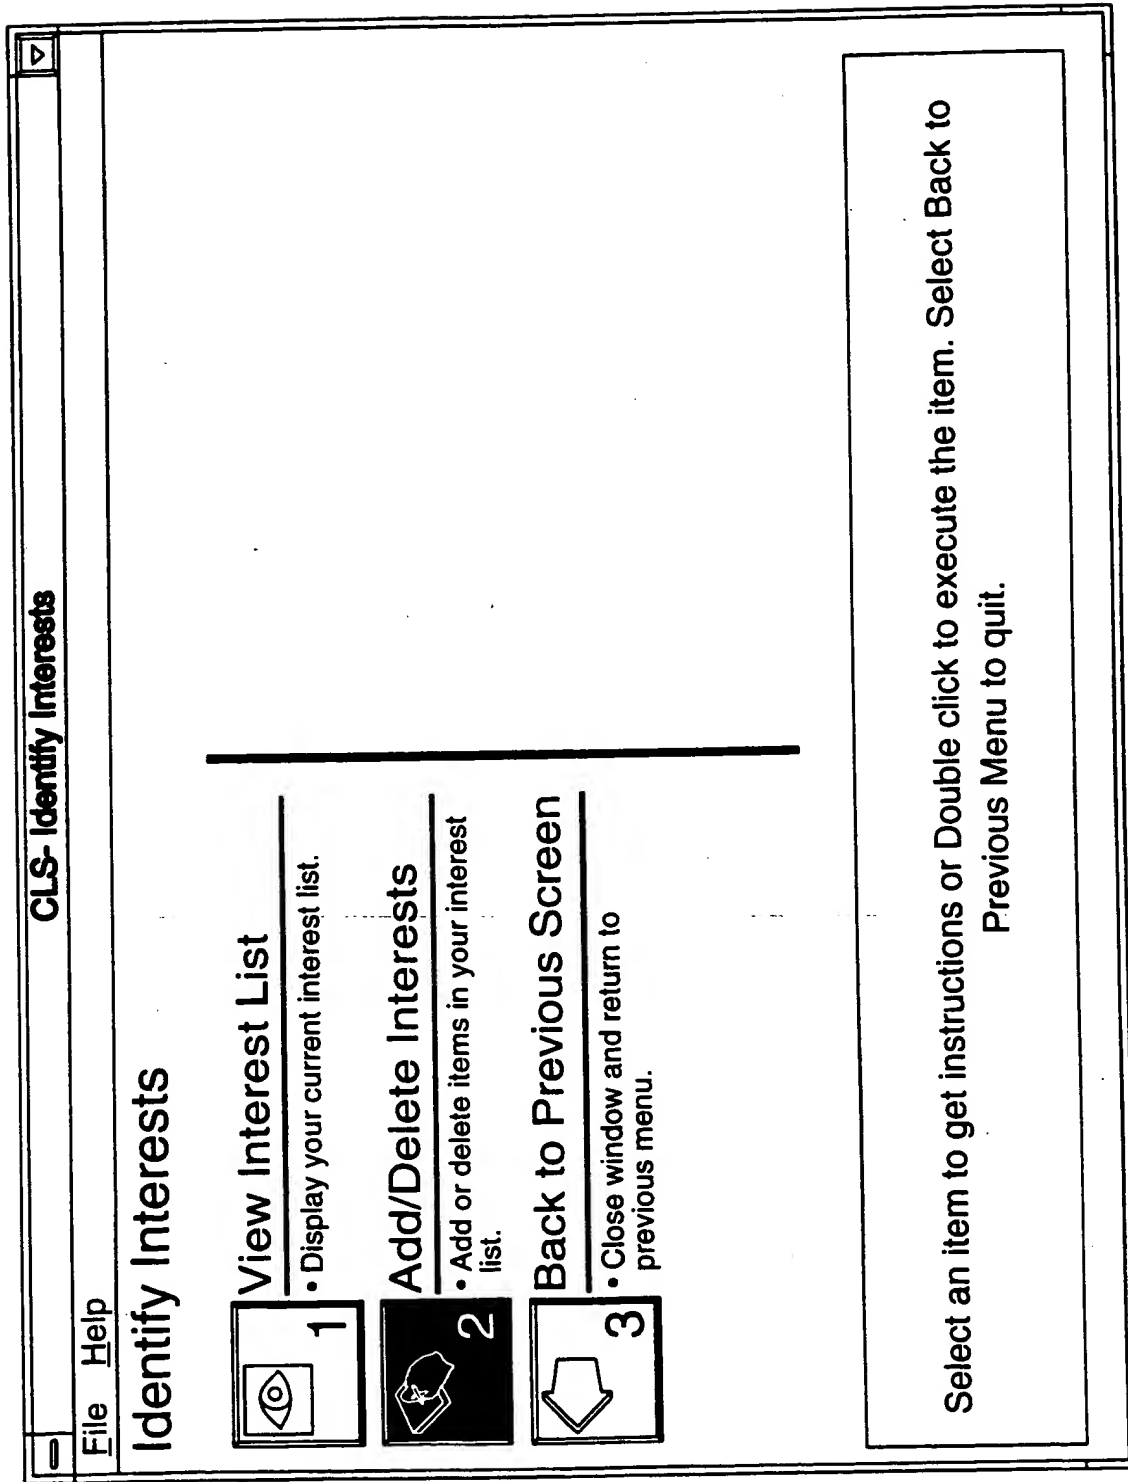 CLS- Identify Interests
File Help
Identify Interests
1
View Interest List
• Display your current interest list.
2
Add/Delete Interests
• Add or delete items in your interest
list.
3
Back to Previous Screen
• Close window and return to
previous menu.
Select an item to get instructions or Double click to execute the item. Select Back to
Previous Menu to quit.